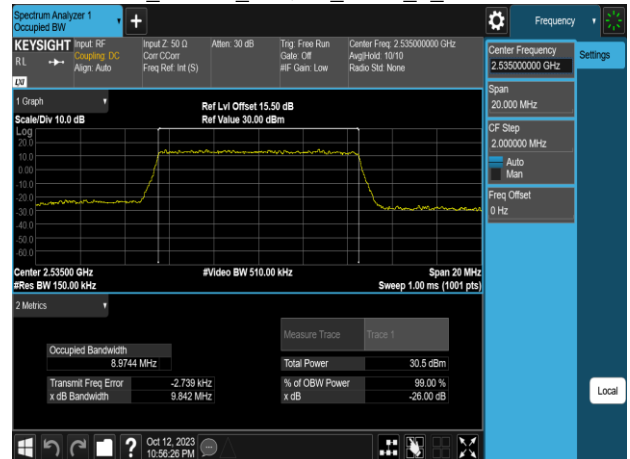 Spectrum Analyzer 1
Occupied BW
Frequency
KEYSIGHT
RL
LXI
Input: RF
Coupling: DC
Align: Auto
Input Z: 50 Ω
Corr CCorr
Freq Ref: Int (S)
Atten: 30 dB
Trig: Free Run
Gate: Off
#IF Gain: Low
Center Freq: 2.535000000 GHz
Avg|Hold: 10/10
Radio Std: None
Center Frequency
2.535000000 GHz
Settings
Span
20.000 MHz
CF Step
2.000000 MHz
Auto
Man
Freq Offset
0 Hz
Local
1 Graph
Scale/Div 10.0 dB
Ref Lvl Offset 15.50 dB
Ref Value 30.00 dBm
Log
20.0
10.0
0.00
-10.0
-20.0
-30.0
-40.0
-50.0
-60.0
Center 2.53500 GHz
#Video BW 510.00 kHz
Span 20 MHz
#Res BW 150.00 kHz
Sweep 1.00 ms (1001 pts)
2 Metrics
Measure Trace
Trace 1
Occupied Bandwidth
8.9744 MHz
Total Power
30.5 dBm
Transmit Freq Error
-2.739 kHz
% of OBW Power
99.00 %
x dB Bandwidth
9.842 MHz
x dB
-26.00 dB
?
Oct 12, 2023
10:56:26 PM